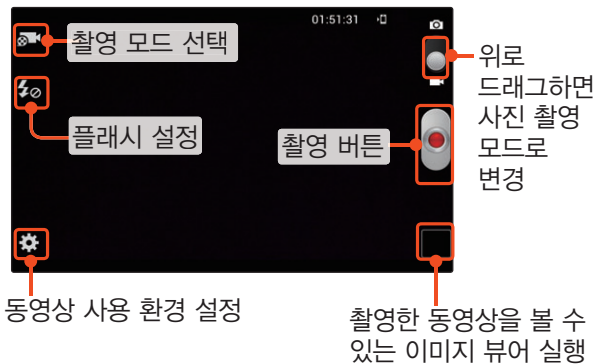 01:51:31
촬영 모드 선택
플래시 설정
촬영 버튼
위로
드래그하면
사진 촬영
모드로
변경
동영상 사용 환경 설정
촬영한 동영상을 볼 수
있는 이미지 뷰어 실행